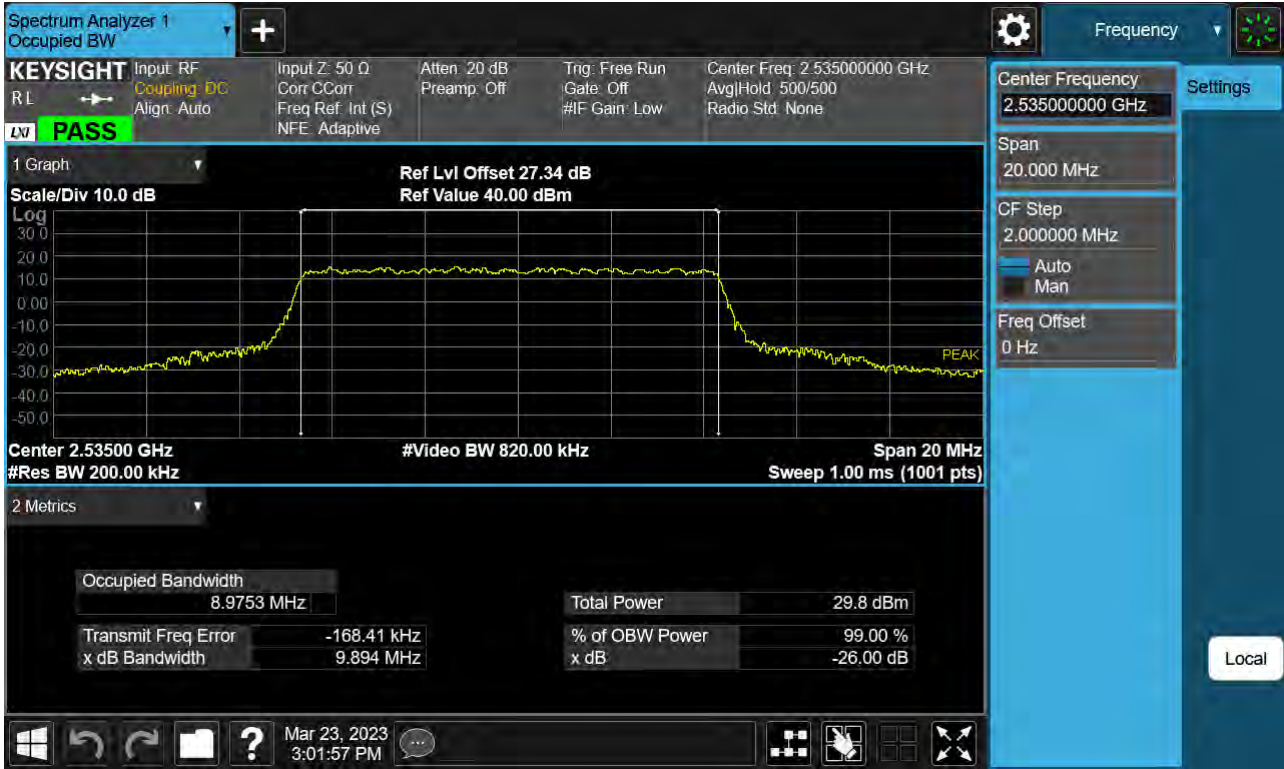 Spectrum Analyzer 1
Occupied BW
Frequency
KEYSIGHT
R L
LXI
PASS
Input: RF
Coupling: DC
Align: Auto
Input Z: 50 Ω
Corr CCorr
Freq Ref: Int (S)
NFE: Adaptive
Atten: 20 dB
Preamp: Off
Trig: Free Run
Gate: Off
#IF Gain: Low
Center Freq: 2.535000000 GHz
Avg|Hold: 500/500
Radio Std: None
Center Frequency
2.535000000 GHz
Settings
Span
20.000 MHz
CF Step
2.000000 MHz
Auto
Man
Freq Offset
0 Hz
1 Graph
Scale/Div 10.0 dB
Ref Lvl Offset 27.34 dB
Ref Value 40.00 dBm
Log
30.0
20.0
10.0
0.00
-10.0
-20.0
-30.0
-40.0
-50.0
PEAK
Center 2.53500 GHz
#Video BW 820.00 kHz
Span 20 MHz
#Res BW 200.00 kHz
Sweep 1.00 ms (1001 pts)
2 Metrics
Occupied Bandwidth
8.9753 MHz
Total Power 29.8 dBm
Transmit Freq Error -168.41 kHz
% of OBW Power 99.00 %
x dB Bandwidth 9.894 MHz
x dB -26.00 dB
Local
?
Mar 23, 2023
3:01:57 PM